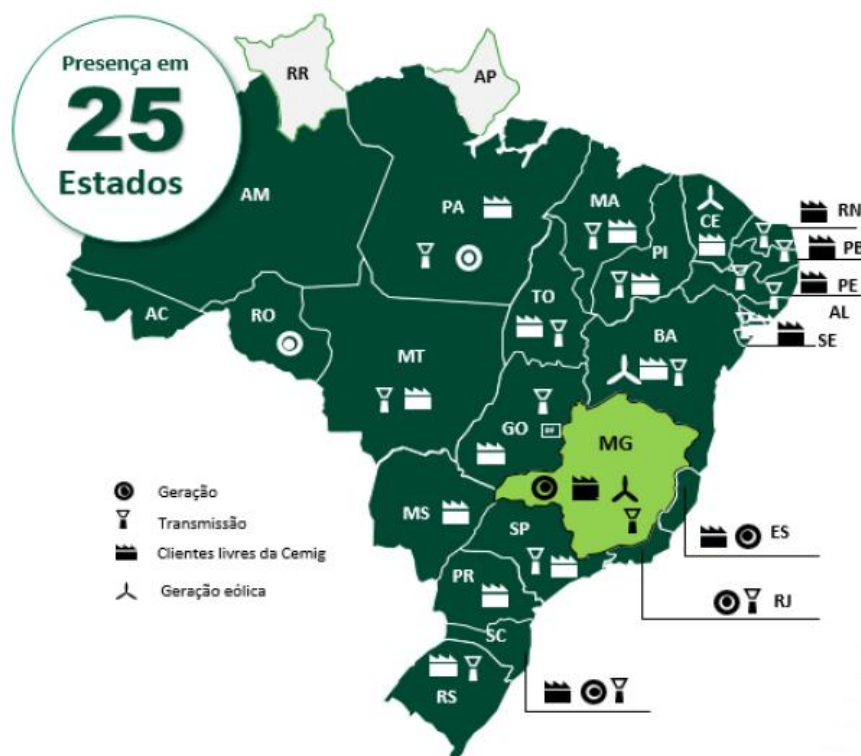 Presença em
25
Estados
RR
AP
AM
PA
MA
CE
RN
PB
PI
PE
AL
SE
TO
BA
AC
RO
MT
GO
DF
MG
MS
SP
ES
PR
RJ
SC
RS
Geração
Transmissão
Clientes livres da Cemig
Geração eólica